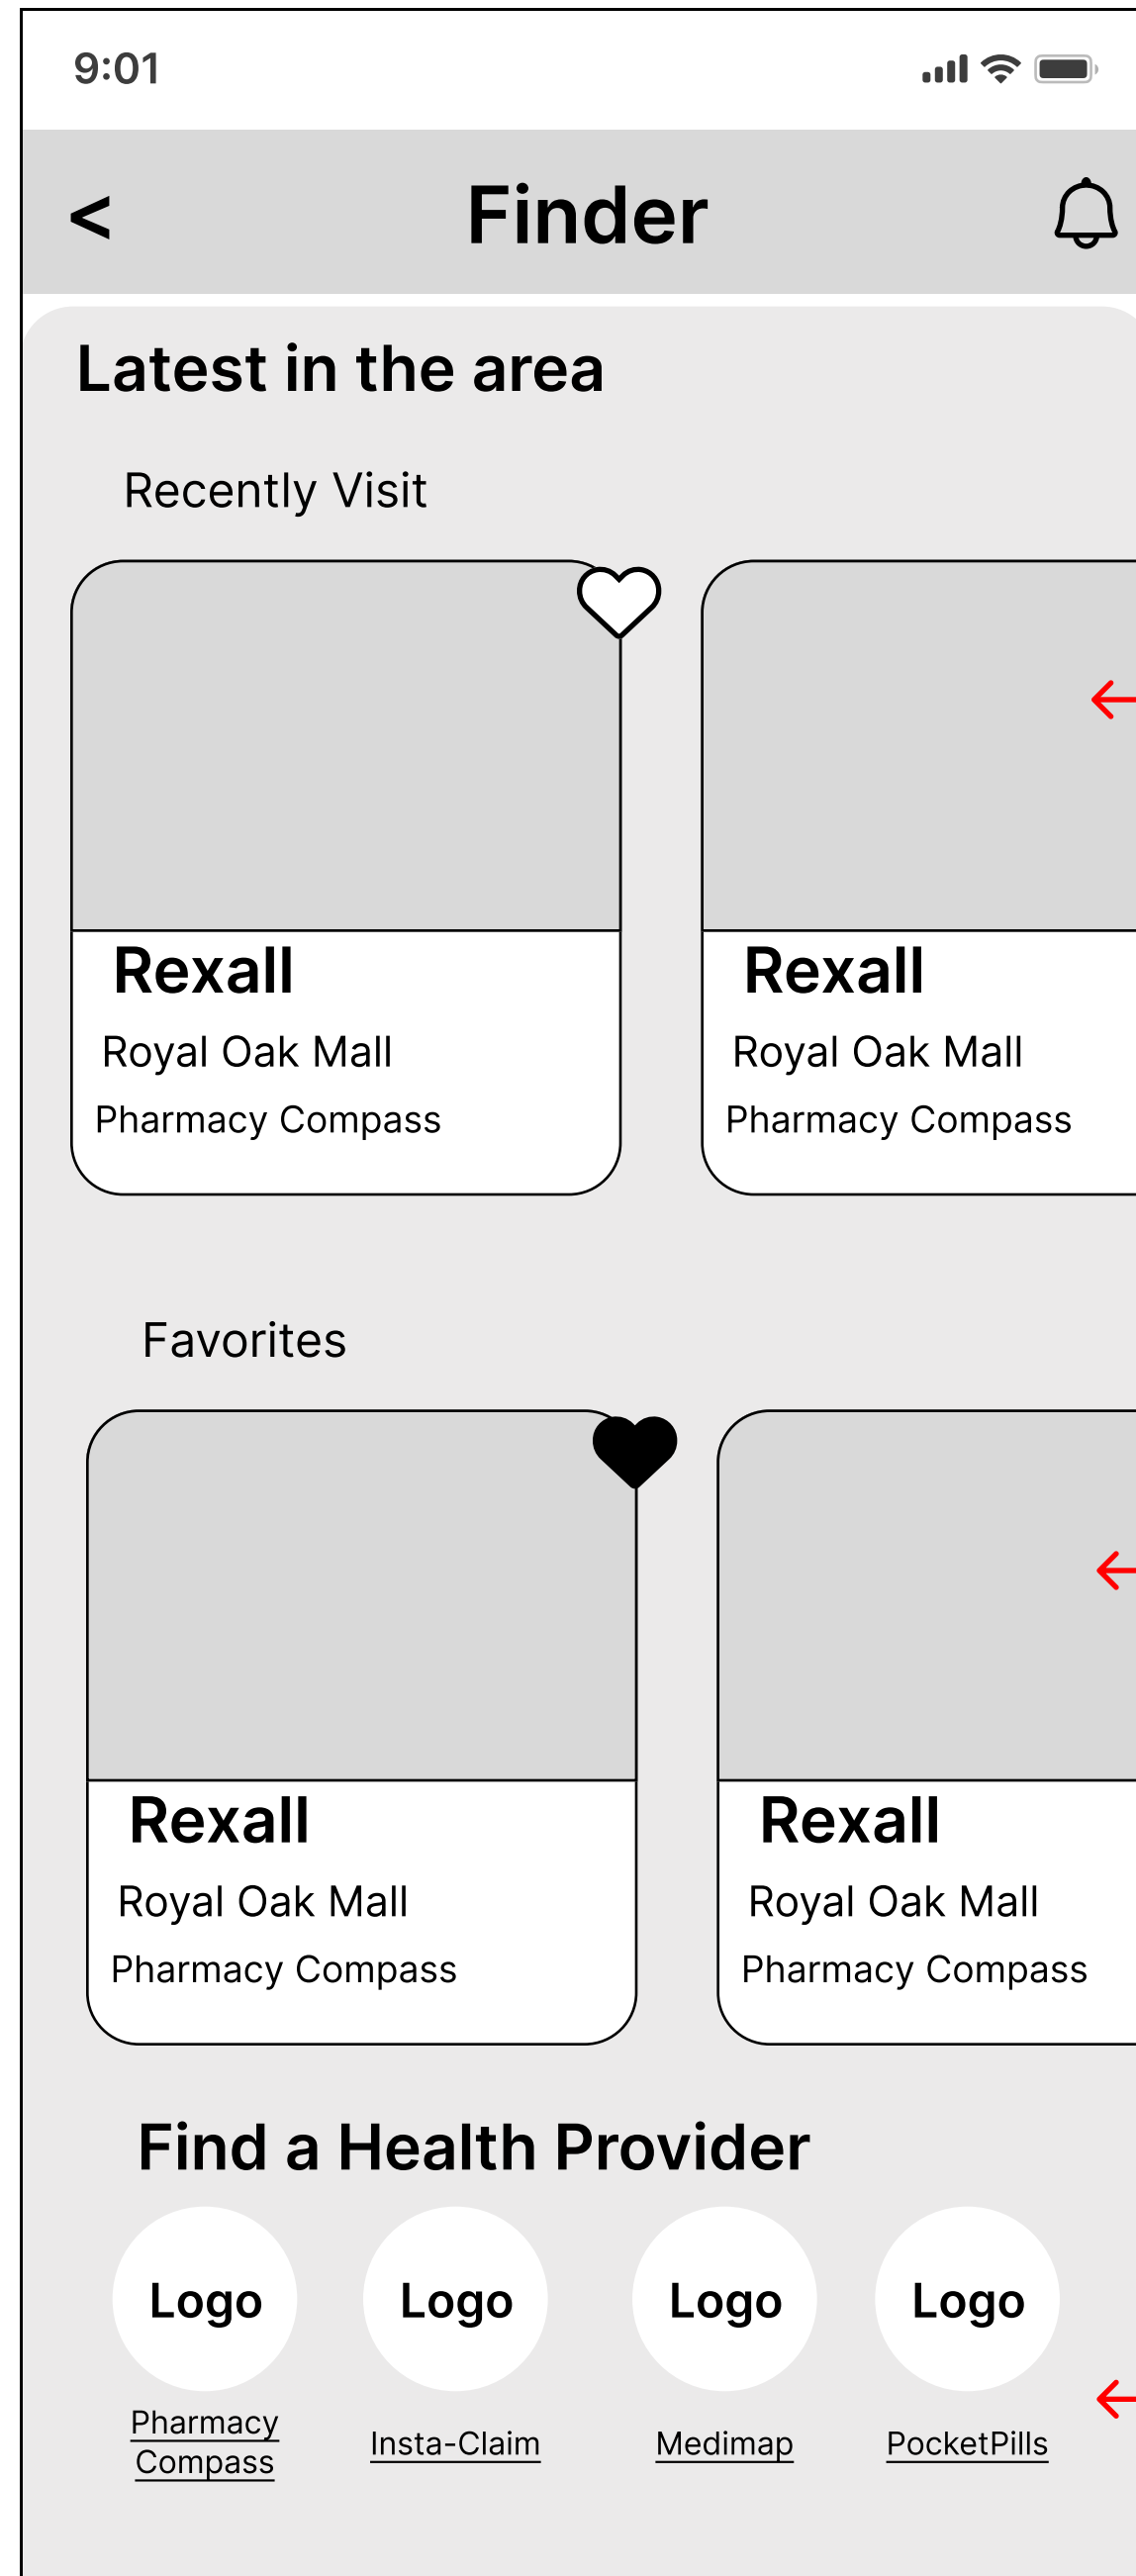 9:01
< Finder
Latest in the area
Recently Visit
Rexall
Royal Oak Mall
Pharmacy Compass
Rexall
Royal Oak Mall
Pharmacy Compass
Favorites
Rexall
Royal Oak Mall
Pharmacy Compass
Rexall
Royal Oak Mall
Pharmacy Compass
Find a Health Provider
Logo
Logo
Logo
Logo
Pharmacy
Compass
Insta-Claim
Medimap
PocketPills